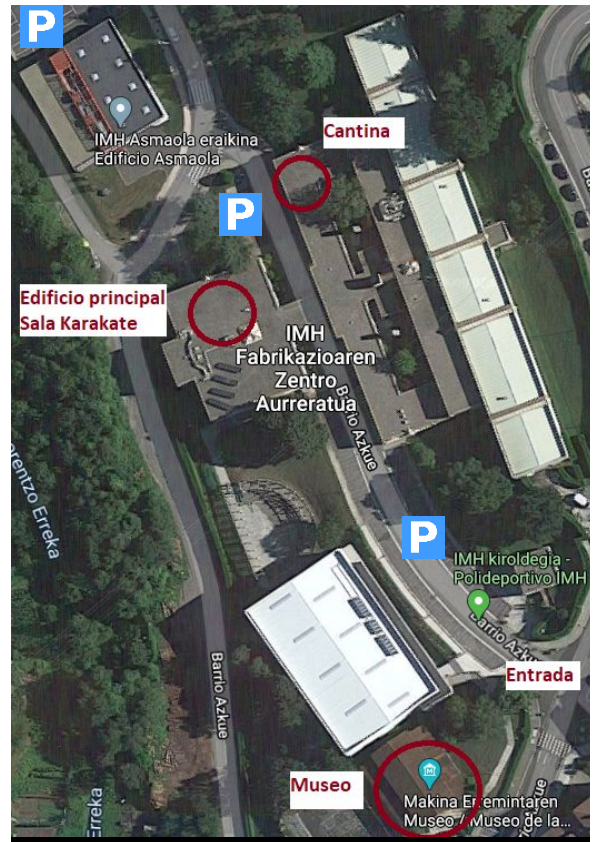 P
IMH Asmaola eraikina
Edificio Asmaola
Cantina
P
Edificio principal
Sala Karakate
IMH
Fabrikazioaren
Zentro
Aurreratua
Barrio Azkue
Erreka
P
IMH kiroldegia -
Polideportivo IMH
Barrio
Entrada
Barrio Azkue
Museo
M
Makina Erremintaren
Museo / Museo de la...
Erreka